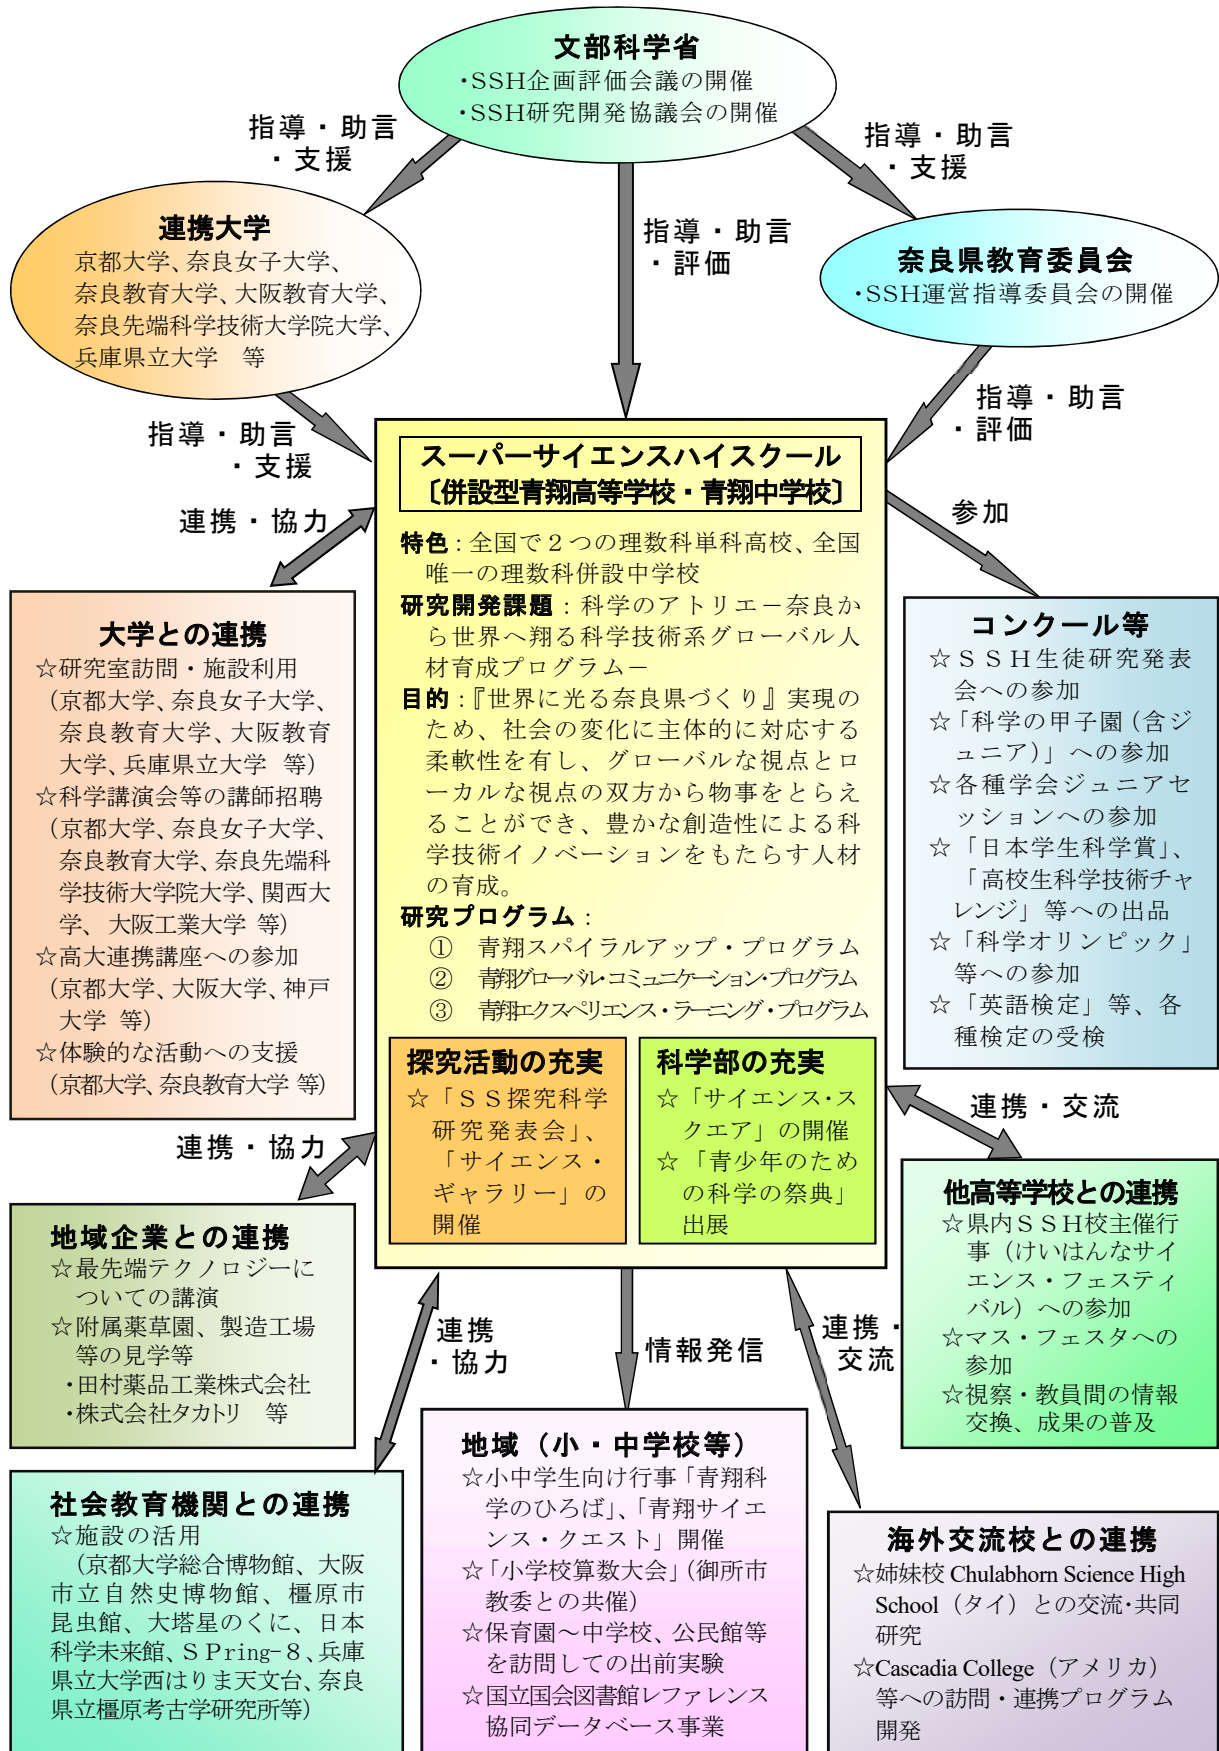 文部科学省
・SSH企画評価会議の開催
・SSH研究開発協議会の開催
指導・助言
・支援
指導・助言
・支援
指導・助言
・評価
連携大学
京都大学、奈良女子大学、
奈良教育大学、大阪教育大学、
奈良先端科学技術大学院大学、
兵庫県立大学　等
奈良県教育委員会
・SSH運営指導委員会の開催
指導・助言
・支援
指導・助言
・評価
連携・協力
参加
スーパーサイエンスハイスクール
〔併設型青翔高等学校・青翔中学校〕
特色：全国で２つの理数科単科高校、全国
唯一の理数科併設中学校
研究開発課題：科学のアトリエ－奈良か
ら世界へ翔る科学技術系グローバル人
材育成プログラム－
目的：『世界に光る奈良県づくり』実現の
ため、社会の変化に主体的に対応する
柔軟性を有し、グローバルな視点とロ
ーカルな視点の双方から物事をとらえ
ることができ、豊かな創造性による科
学技術イノベーションをもたらす人材
の育成。
研究プログラム：
①　青翔スパイラルアップ・プログラム
②　青翔グローバル・コミュニケーション・プログラム
③　青翔エクスペリエンス・ラーニング・プログラム
探究活動の充実
☆「ＳＳ探究科学
研究発表会」、
「サイエンス・
ギャラリー」の
開催
科学部の充実
☆「サイエンス・ス
クエア」の開催
☆「青少年のため
の科学の祭典」
出展
大学との連携
☆研究室訪問・施設利用
（京都大学、奈良女子大学、
奈良教育大学、大阪教育
大学、兵庫県立大学 等）
☆科学講演会等の講師招聘
（京都大学、奈良女子大学、
奈良教育大学、奈良先端科
学技術大学院大学、関西大
学、大阪工業大学 等）
☆高大連携講座への参加
（京都大学、大阪大学、神戸
大学 等）
☆体験的な活動への支援
（京都大学、奈良教育大学 等）
コンクール等
☆ＳＳＨ生徒研究発表
会への参加
☆「科学の甲子園（含ジ
ュニア）」への参加
☆各種学会ジュニアセ
ッションへの参加
☆「日本学生科学賞」、
「高校生科学技術チャ
レンジ」等への出品
☆「科学オリンピック」
等への参加
☆「英語検定」等、各
種検定の受検
連携・協力
連携・交流
地域企業との連携
☆最先端テクノロジーに
ついての講演
☆附属薬草園、製造工場
等の見学等
・田村薬品工業株式会社
・株式会社タカトリ　等
他高等学校との連携
☆県内ＳＳＨ校主催行
事（けいはんなサイ
エンス・フェスティ
バル）への参加
☆マス・フェスタへの
参加
☆視察・教員間の情報
交換、成果の普及
連携
・協力
情報発信
連携・
交流
社会教育機関との連携
☆施設の活用
（京都大学総合博物館、大阪
市立自然史博物館、橿原市
昆虫館、大塔星のくに、日本
科学未来館、ＳＰring-８、兵庫
県立大学西はりま天文台、奈良
県立橿原考古学研究所等）
地域（小・中学校等）
☆小中学生向け行事「青翔科
学のひろば」、「青翔サイエ
ンス・クエスト」開催
☆「小学校算数大会」（御所市
教委との共催）
☆保育園～中学校、公民館等
を訪問しての出前実験
☆国立国会図書館レファレンス
協同データベース事業
海外交流校との連携
☆姉妹校 Chulabhorn Science High
School（タイ）との交流・共同
研究
☆Cascadia College（アメリカ）
等への訪問・連携プログラム
開発